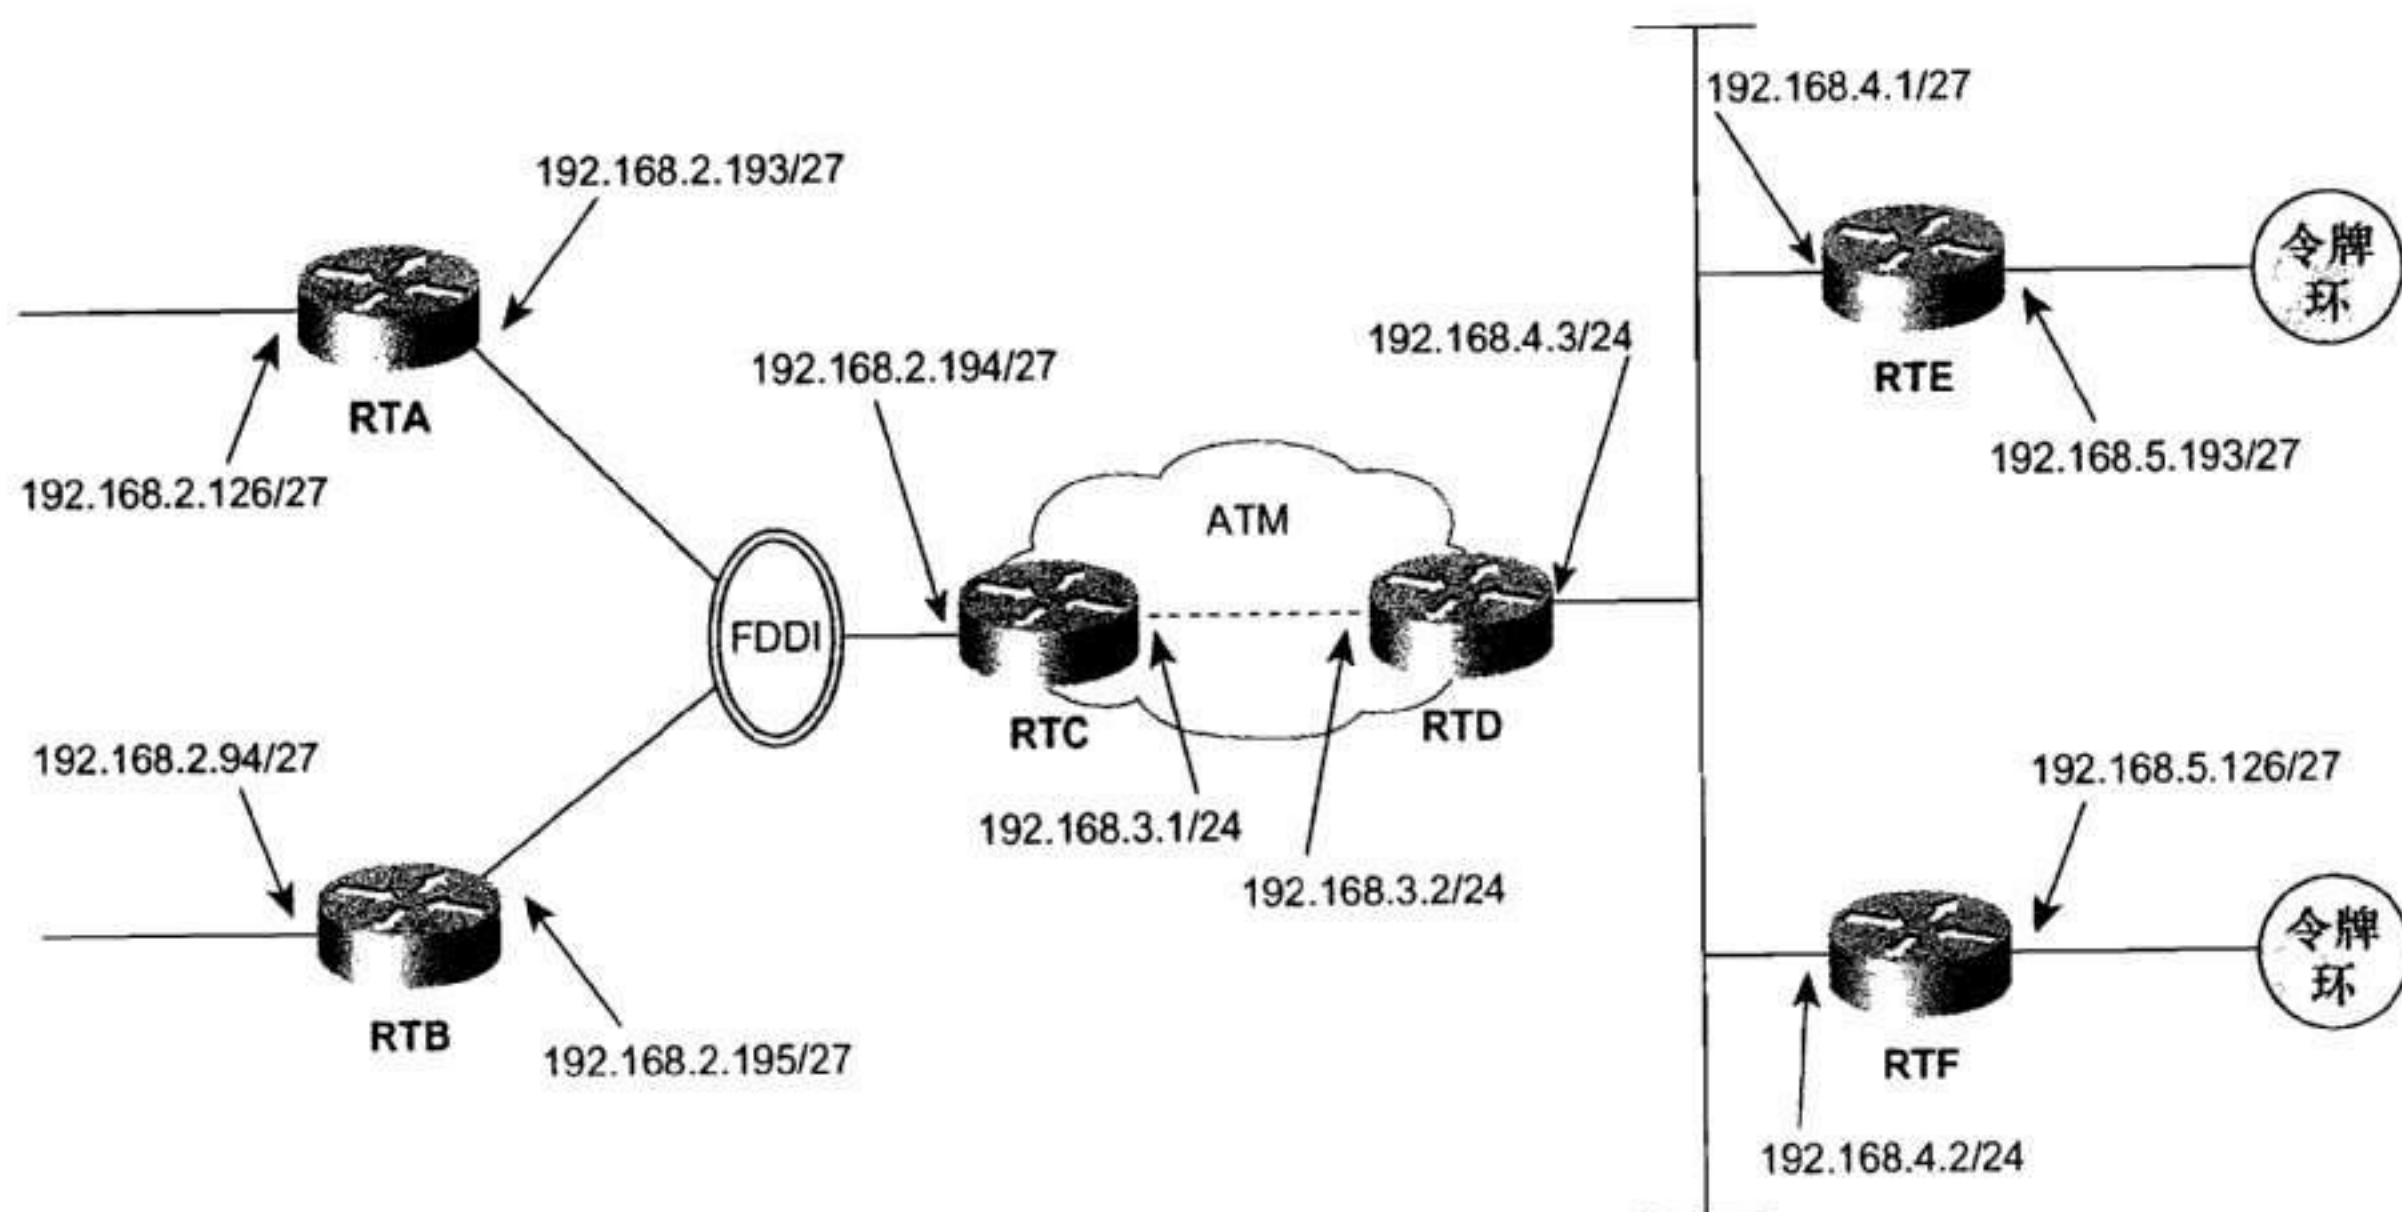 192.168.4.1/27
192.168.2.193/27
令牌
环
192.168.4.3/24
192.168.2.194/27
RTE
RTA
192.168.5.193/27
192.168.2.126/27
ATM
FDDI
RTC
RTD
192.168.2.94/27
192.168.5.126/27
192.168.3.1/24
192.168.3.2/24
令牌
环
RTB
192.168.2.195/27
RTF
192.168.4.2/24